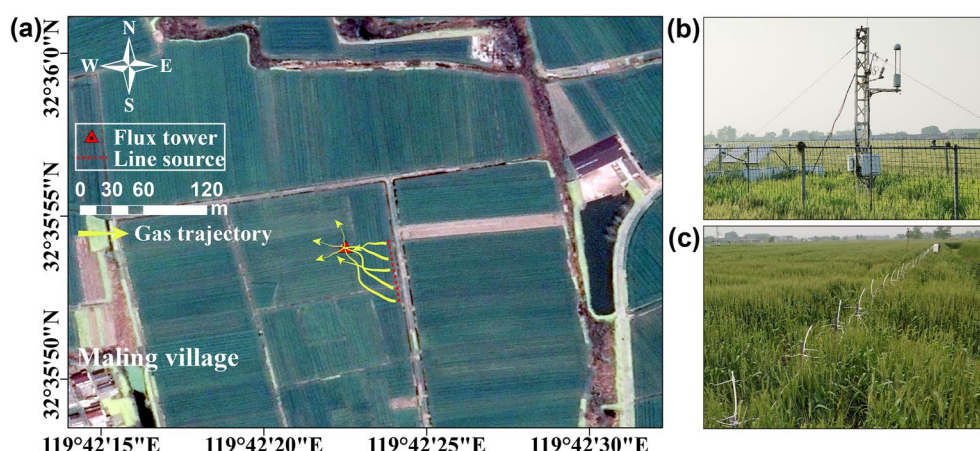 (a)
N
W E
S
Flux tower
Line source
0 30 60 120
m
Gas trajectory
Maling village
32°36'0"N
32°35'55"N
32°35'50"N
119°42'15"E 119°42'20"E 119°42'25"E 119°42'30"E
(b)
(c)